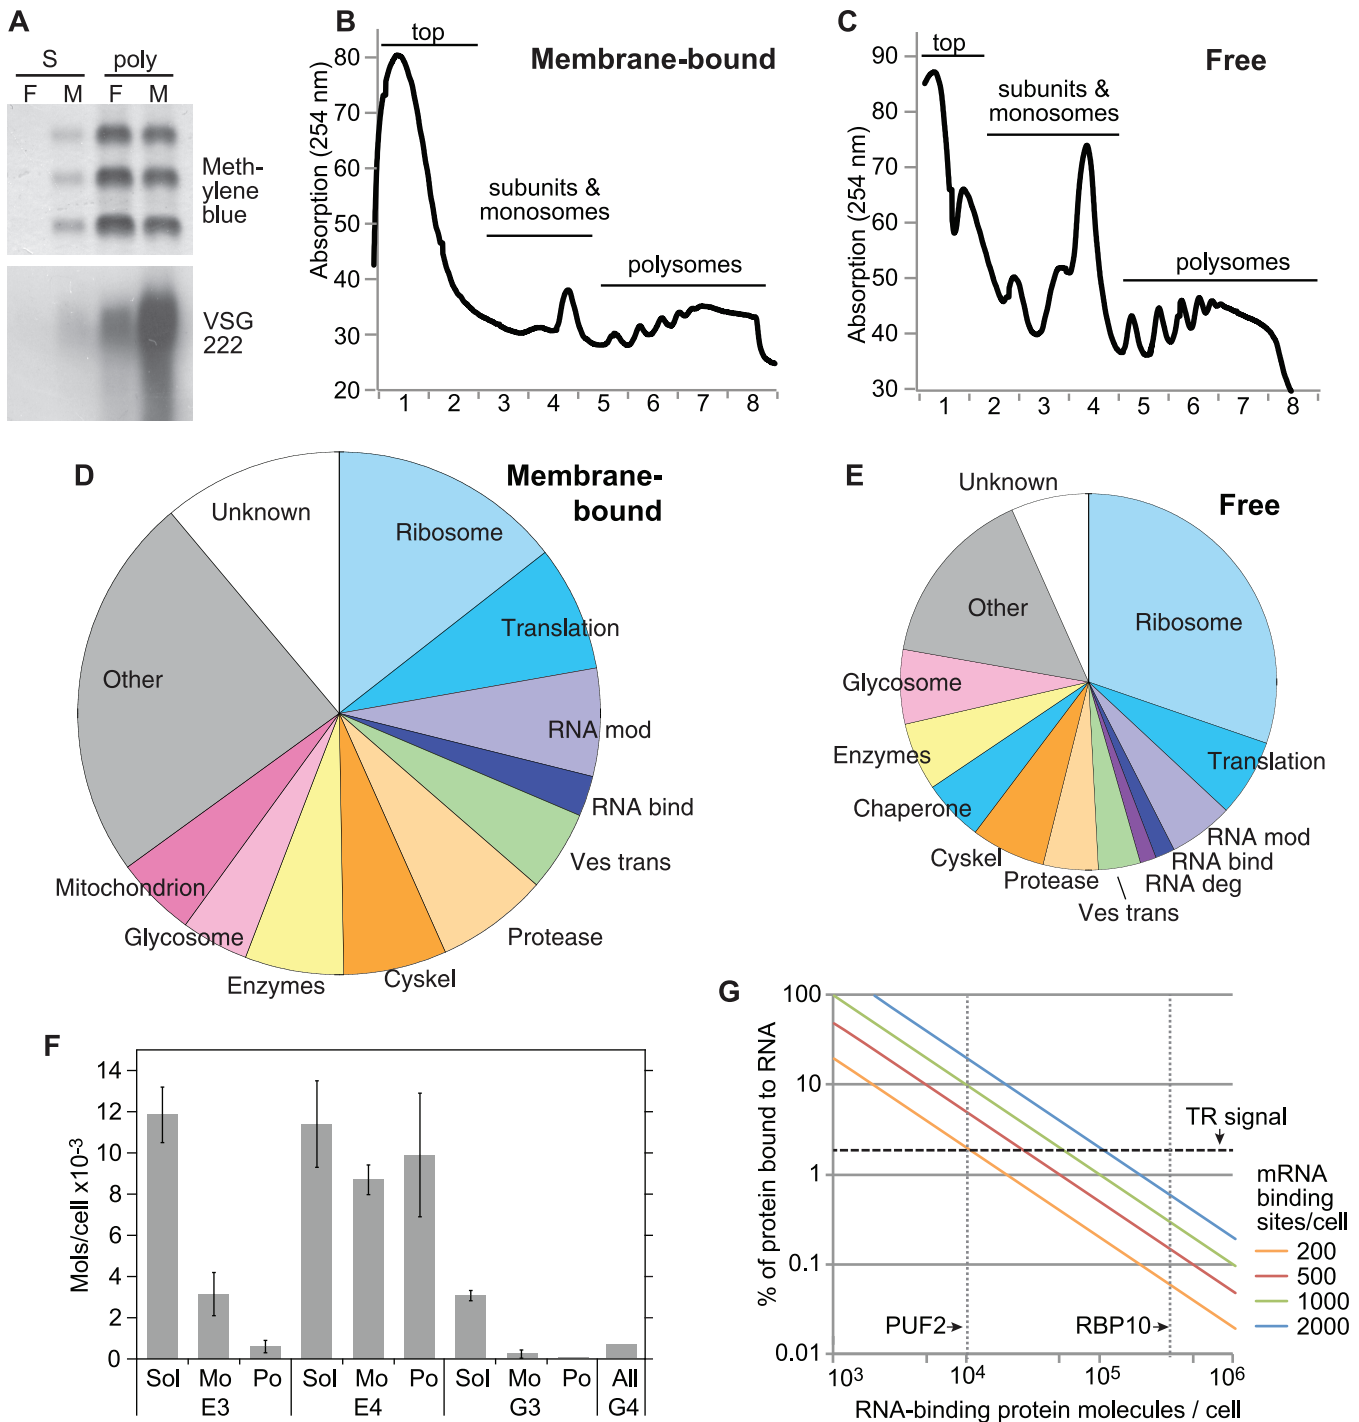 A
S
poly
F
M
F
M
Meth-
ylene
blue
VSG
222
B
top
Membrane-bound
80
70
60
50
40
30
20
Absorption (254 nm)
subunits &
monosomes
polysomes
1 2 3 4 5 6 7 8
C
top
Free
90
80
70
60
50
40
30
Absorption (254 nm)
subunits &
monosomes
polysomes
1 2 3 4 5 6 7 8
D
Membrane-
bound
Unknown
Ribosome
Translation
RNA mod
RNA bind
Ves trans
Protease
Cyskel
Enzymes
Glycosome
Mitochondrion
Other
E
Free
Unknown
Ribosome
Translation
RNA mod
RNA bind
RNA deg
Ves trans
Protease
Cyskel
Chaperone
Enzymes
Glycosome
Other
F
Mols/cell x10-3
14
12
10
8
6
4
2
0
Sol Mo Po Sol Mo Po Sol Mo Po All
E3 E4 G3 G4
G
% of protein bound to RNA
100
10
1
0.1
0.01
TR signal
PUF2
RBP10
mRNA
binding
sites/cell
200
500
1000
2000
10³ 10⁴ 10⁵ 10⁶
RNA-binding protein molecules / cell